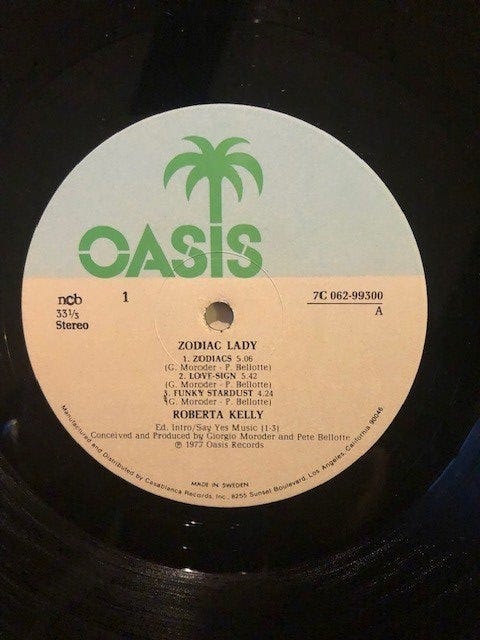 OASIS
ncb
1
7C 062-99300
33⅓
A
Stereo
ZODIAC LADY
1. ZODIACS 5.06
(G. Moroder - P. Bellotte)
2. LOVE-SIGN 5.42
(G. Moroder - P. Bellotte)
3. FUNKY STARDUST 4.24
(G. Moroder - P. Bellotte)
ROBERTA KELLY
Ed. Intro/Say Yes Music (1-3)
Conceived and Produced by Giorgio Moroder and Pete Bellotte
℗ 1977 Oasis Records
MADE IN SWEDEN
Manufactured and Distributed by Casablanca Records, Inc., 8255 Sunset Boulevard, Los Angeles, California 90046